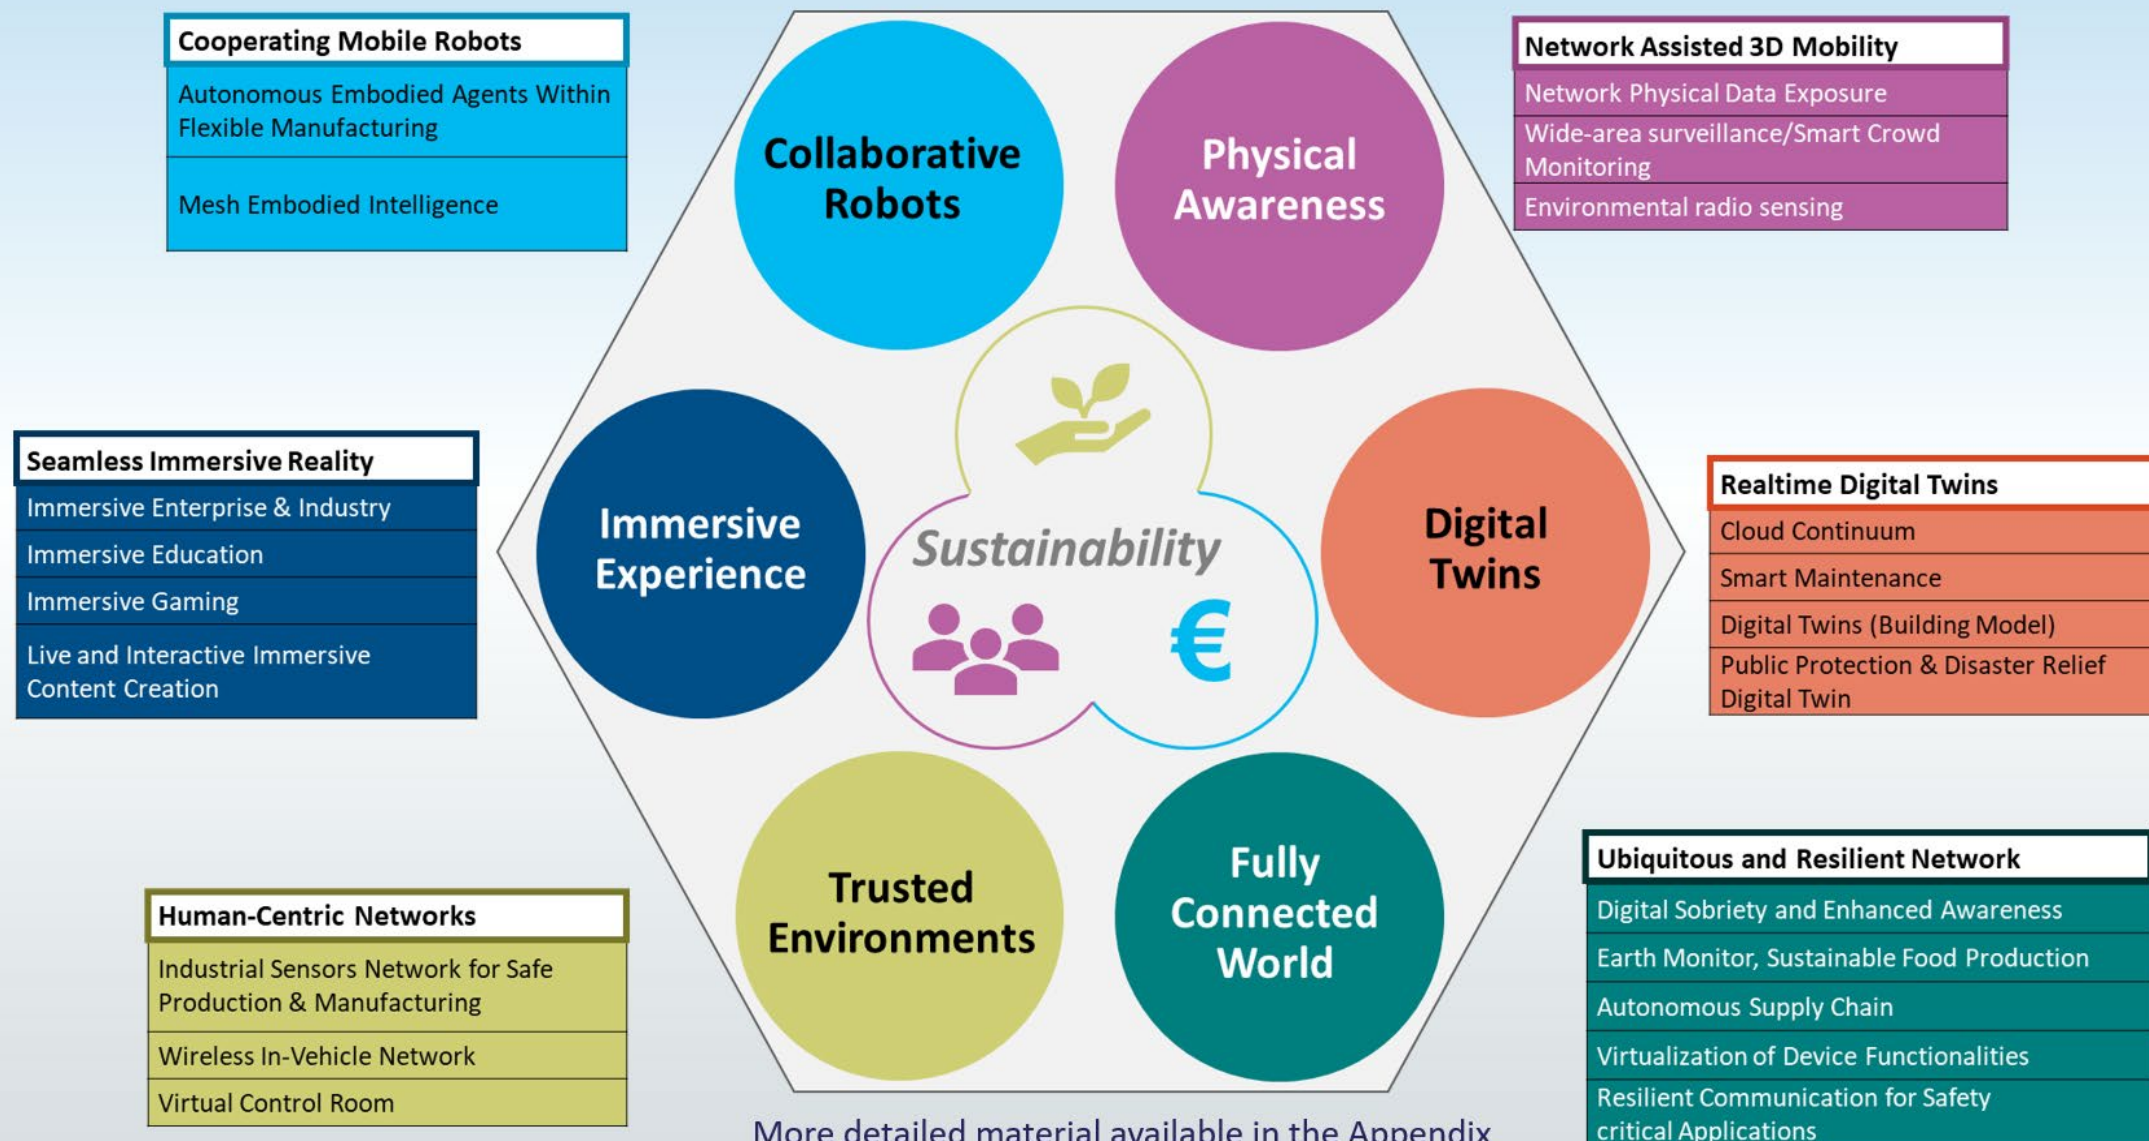 Cooperating Mobile Robots
Autonomous Embodied Agents Within
Flexible Manufacturing
Mesh Embodied Intelligence
Collaborative
Robots
Physical
Awareness
Network Assisted 3D Mobility
Network Physical Data Exposure
Wide-area surveillance/Smart Crowd
Monitoring
Environmental radio sensing
Seamless Immersive Reality
Immersive Enterprise & Industry
Immersive Education
Immersive Gaming
Live and Interactive Immersive
Content Creation
Immersive
Experience
Sustainability
€
Digital
Twins
Realtime Digital Twins
Cloud Continuum
Smart Maintenance
Digital Twins (Building Model)
Public Protection & Disaster Relief
Digital Twin
Human-Centric Networks
Industrial Sensors Network for Safe
Production & Manufacturing
Wireless In-Vehicle Network
Virtual Control Room
Trusted
Environments
Fully
Connected
World
Ubiquitous and Resilient Network
Digital Sobriety and Enhanced Awareness
Earth Monitor, Sustainable Food Production
Autonomous Supply Chain
Virtualization of Device Functionalities
Resilient Communication for Safety
critical Applications
More detailed material available in the Appendix